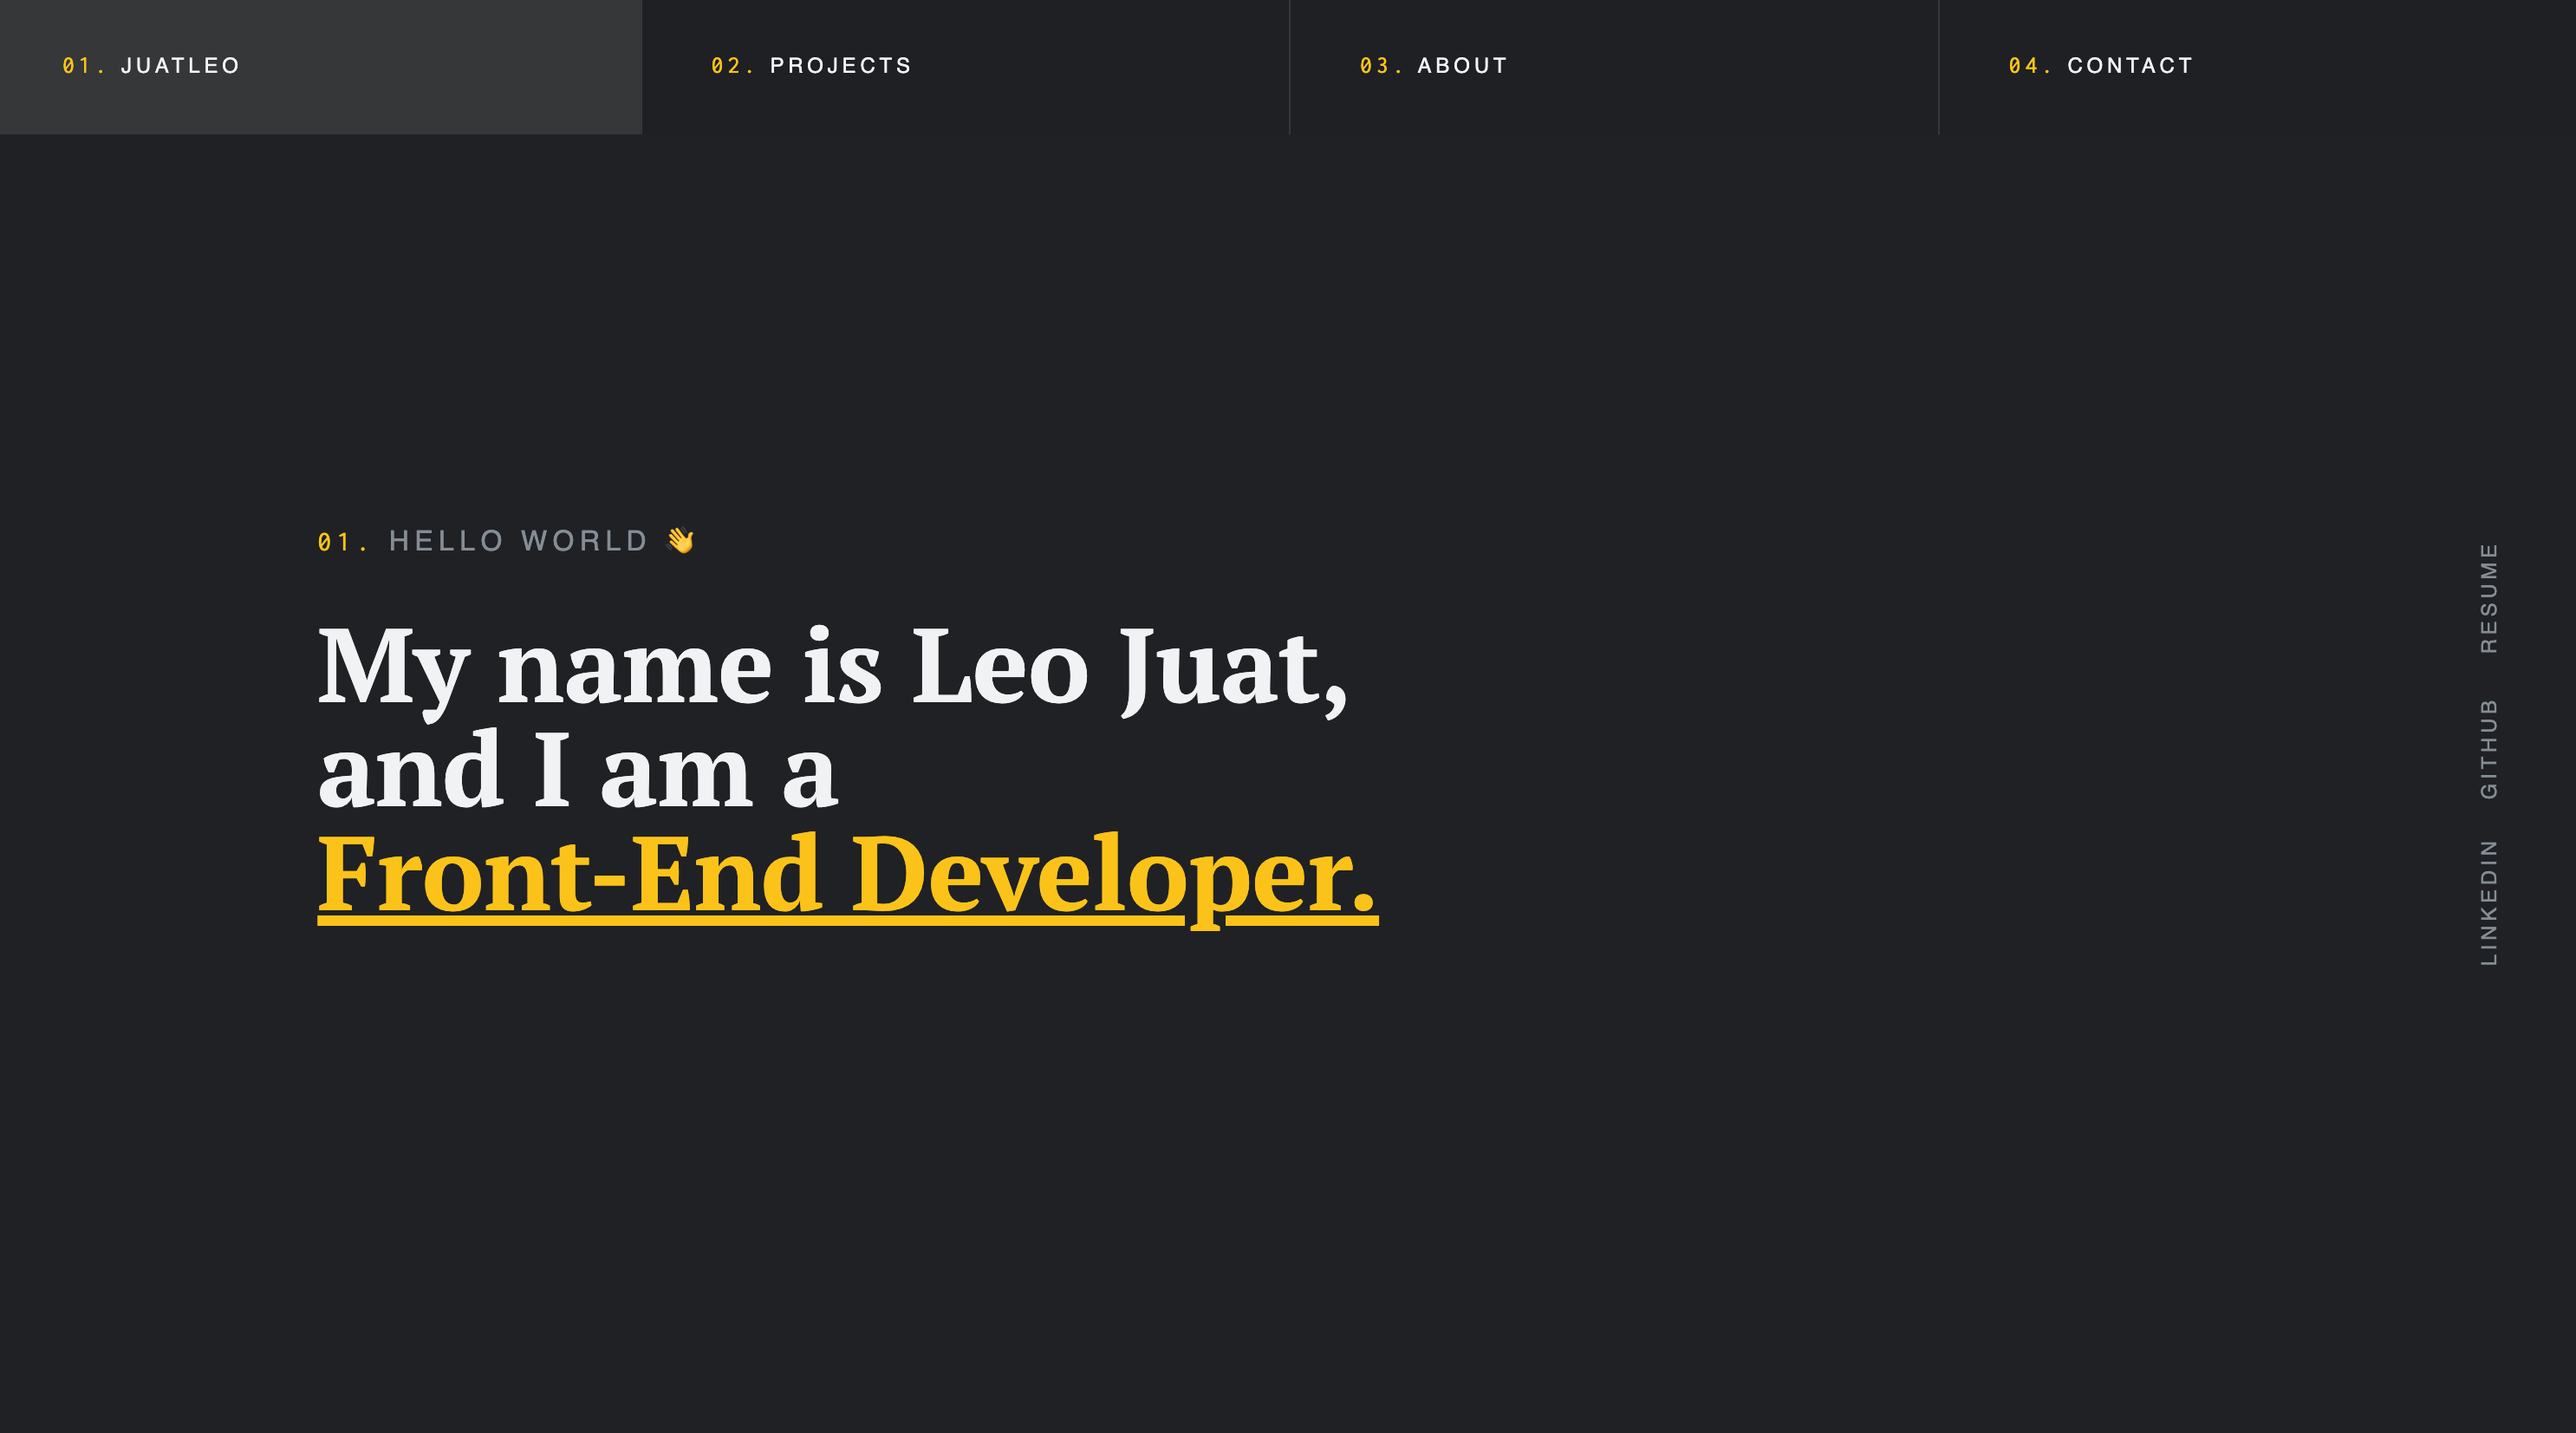 01. JUATLEO
02. PROJECTS
03. ABOUT
04. CONTACT
01. HELLO WORLD 👋
My name is Leo Juat,
and I am a
Front-End Developer.
LINKEDIN
GITHUB
RESUME